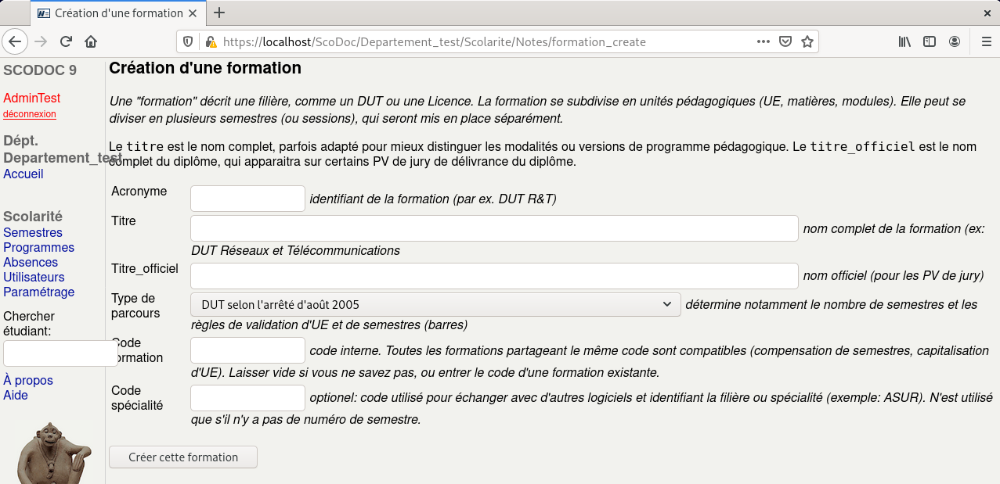 Création d'une formation
https://localhost/ScoDoc/Departement_test/Scolarite/Notes/formation_create
SCODOC 9
AdminTest
déconnexion
Dépt.
Departement_test
Accueil
Scolarité
Semestres
Programmes
Absences
Utilisateurs
Paramétrage
Chercher
étudiant:
À propos
Aide
Création d'une formation
Une "formation" décrit une filière, comme un DUT ou une Licence. La formation se subdivise en unités pédagogiques (UE, matières, modules). Elle peut se
diviser en plusieurs semestres (ou sessions), qui seront mis en place séparément.
Le titre est le nom complet, parfois adapté pour mieux distinguer les modalités ou versions de programme pédagogique. Le titre_officiel est le nom
complet du diplôme, qui apparaitra sur certains PV de jury de délivrance du diplôme.
Acronyme
identifiant de la formation (par ex. DUT R&T)
Titre
nom complet de la formation (ex:
DUT Réseaux et Télécommunications
Titre_officiel
nom officiel (pour les PV de jury)
Type de
parcours
DUT selon l'arrêté d'août 2005
détermine notamment le nombre de semestres et les
règles de validation d'UE et de semestres (barres)
Code
formation
code interne. Toutes les formations partageant le même code sont compatibles (compensation de semestres, capitalisation
d'UE). Laisser vide si vous ne savez pas, ou entrer le code d'une formation existante.
Code
spécialité
optionel: code utilisé pour échanger avec d'autres logiciels et identifiant la filière ou spécialité (exemple: ASUR). N'est utilisé
que s'il n'y a pas de numéro de semestre.
Créer cette formation